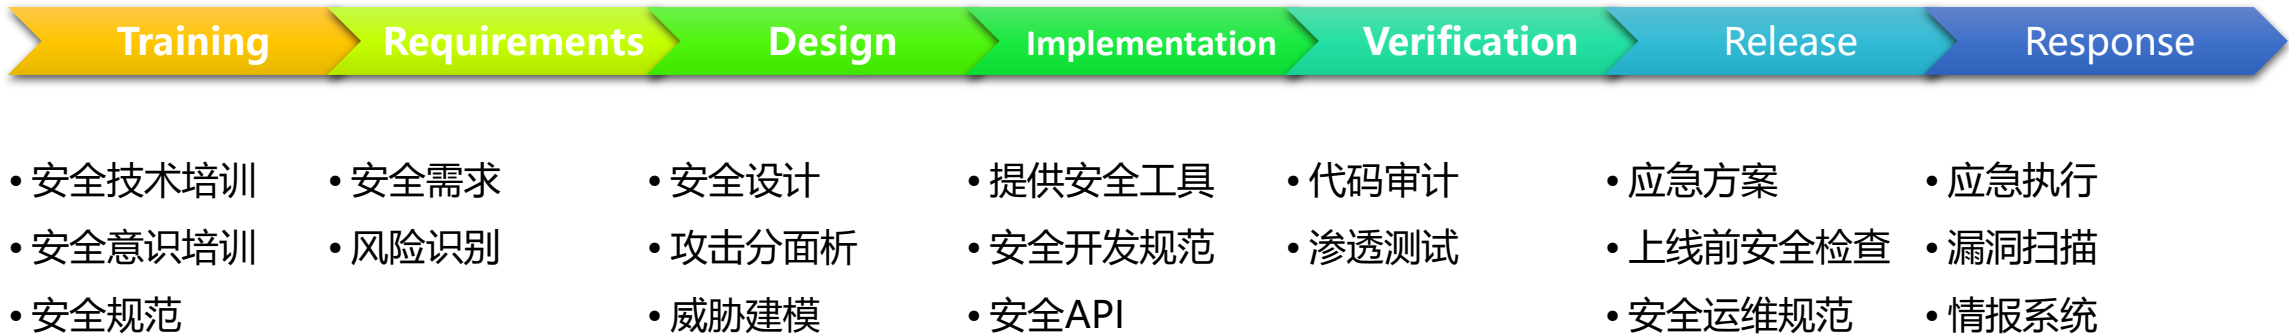 Training
Requirements
Design
Implementation
Verification
Release
Response
• 安全技术培训
• 安全意识培训
• 安全规范
• 安全需求
• 风险识别
• 安全设计
• 攻击分面析
• 威胁建模
• 提供安全工具
• 安全开发规范
• 安全API
• 代码审计
• 渗透测试
• 应急方案
• 上线前安全检查
• 安全运维规范
• 应急执行
• 漏洞扫描
• 情报系统